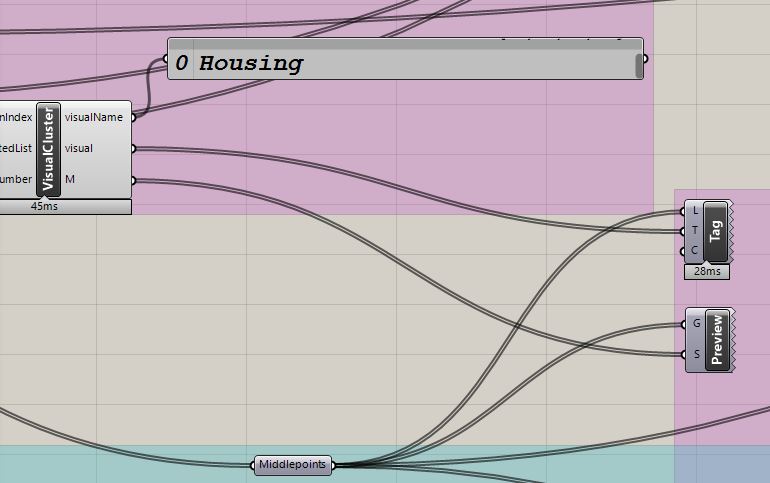 0 Housing
nIndex
visualName
tedList
VisualCluster
visual
umber
M
45ms
L
T
C
Tag
28ms
G
S
Preview
Middlepoints